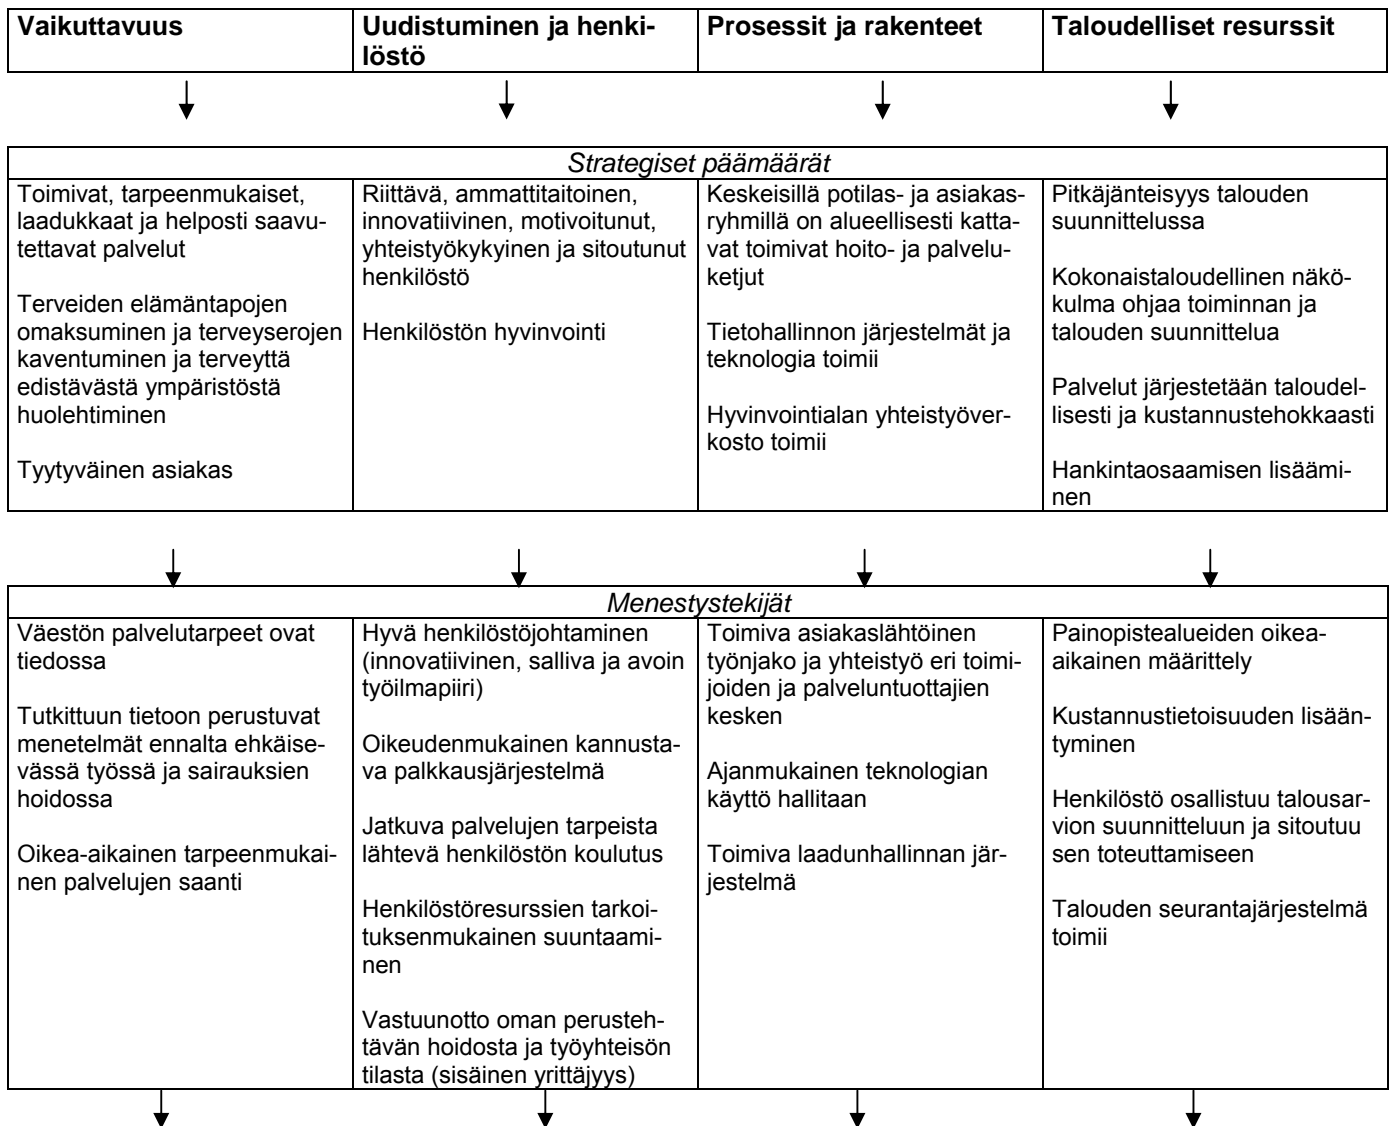 Vaikuttavuus
Uudistuminen ja henki-
löstö
Prosessit ja rakenteet
Taloudelliset resurssit
Strategiset päämäärät
Toimivat, tarpeenmukaiset,
laadukkaat ja helposti saavu-
tettavat palvelut
Terveiden elämäntapojen
omaksuminen ja terveyserojen
kaventuminen ja terveyttä
edistävästä ympäristöstä
huolehtiminen
Tyytyväinen asiakas
Riittävä, ammattitaitoinen,
innovatiivinen, motivoitunut,
yhteistyökykyinen ja sitoutunut
henkilöstö
Henkilöstön hyvinvointi
Keskeisillä potilas- ja asiakas-
ryhmillä on alueellisesti katta-
vat toimivat hoito- ja palvelu-
ketjut
Tietohallinnon järjestelmät ja
teknologia toimii
Hyvinvointialan yhteistyöver-
kosto toimii
Pitkäjänteisyys talouden
suunnittelussa
Kokonaistaloudellinen näkö-
kulma ohjaa toiminnan ja
talouden suunnittelua
Palvelut järjestetään taloudel-
lisesti ja kustannustehokkaasti
Hankintaosaamisen lisäämi-
nen
Menestystekijät
Väestön palvelutarpeet ovat
tiedossa
Tutkittuun tietoon perustuvat
menetelmät ennalta ehkäise-
vässä työssä ja sairauksien
hoidossa
Oikea-aikainen tarpeenmukai-
nen palvelujen saanti
Hyvä henkilöstöjohtaminen
(innovatiivinen, salliva ja avoin
työilmapiiri)
Oikeudenmukainen kannusta-
va palkkausjärjestelmä
Jatkuva palvelujen tarpeista
lähtevä henkilöstön koulutus
Henkilöstöresurssien tarkoi-
tuksenmukainen suuntaami-
nen
Vastuunotto oman perusteh-
tävän hoidosta ja työyhteisön
tilasta (sisäinen yrittäjyys)
Toimiva asiakaslähtöinen
työnjako ja yhteistyö eri toimi-
joiden ja palveluntuottajien
kesken
Ajanmukainen teknologian
käyttö hallitaan
Toimiva laadunhallinnan jär-
jestelmä
Painopistealueiden oikea-
aikainen määrittely
Kustannustietoisuuden lisään-
tyminen
Henkilöstö osallistuu talousar-
vion suunnitteluun ja sitoutuu
sen toteuttamiseen
Talouden seurantajärjestelmä
toimii